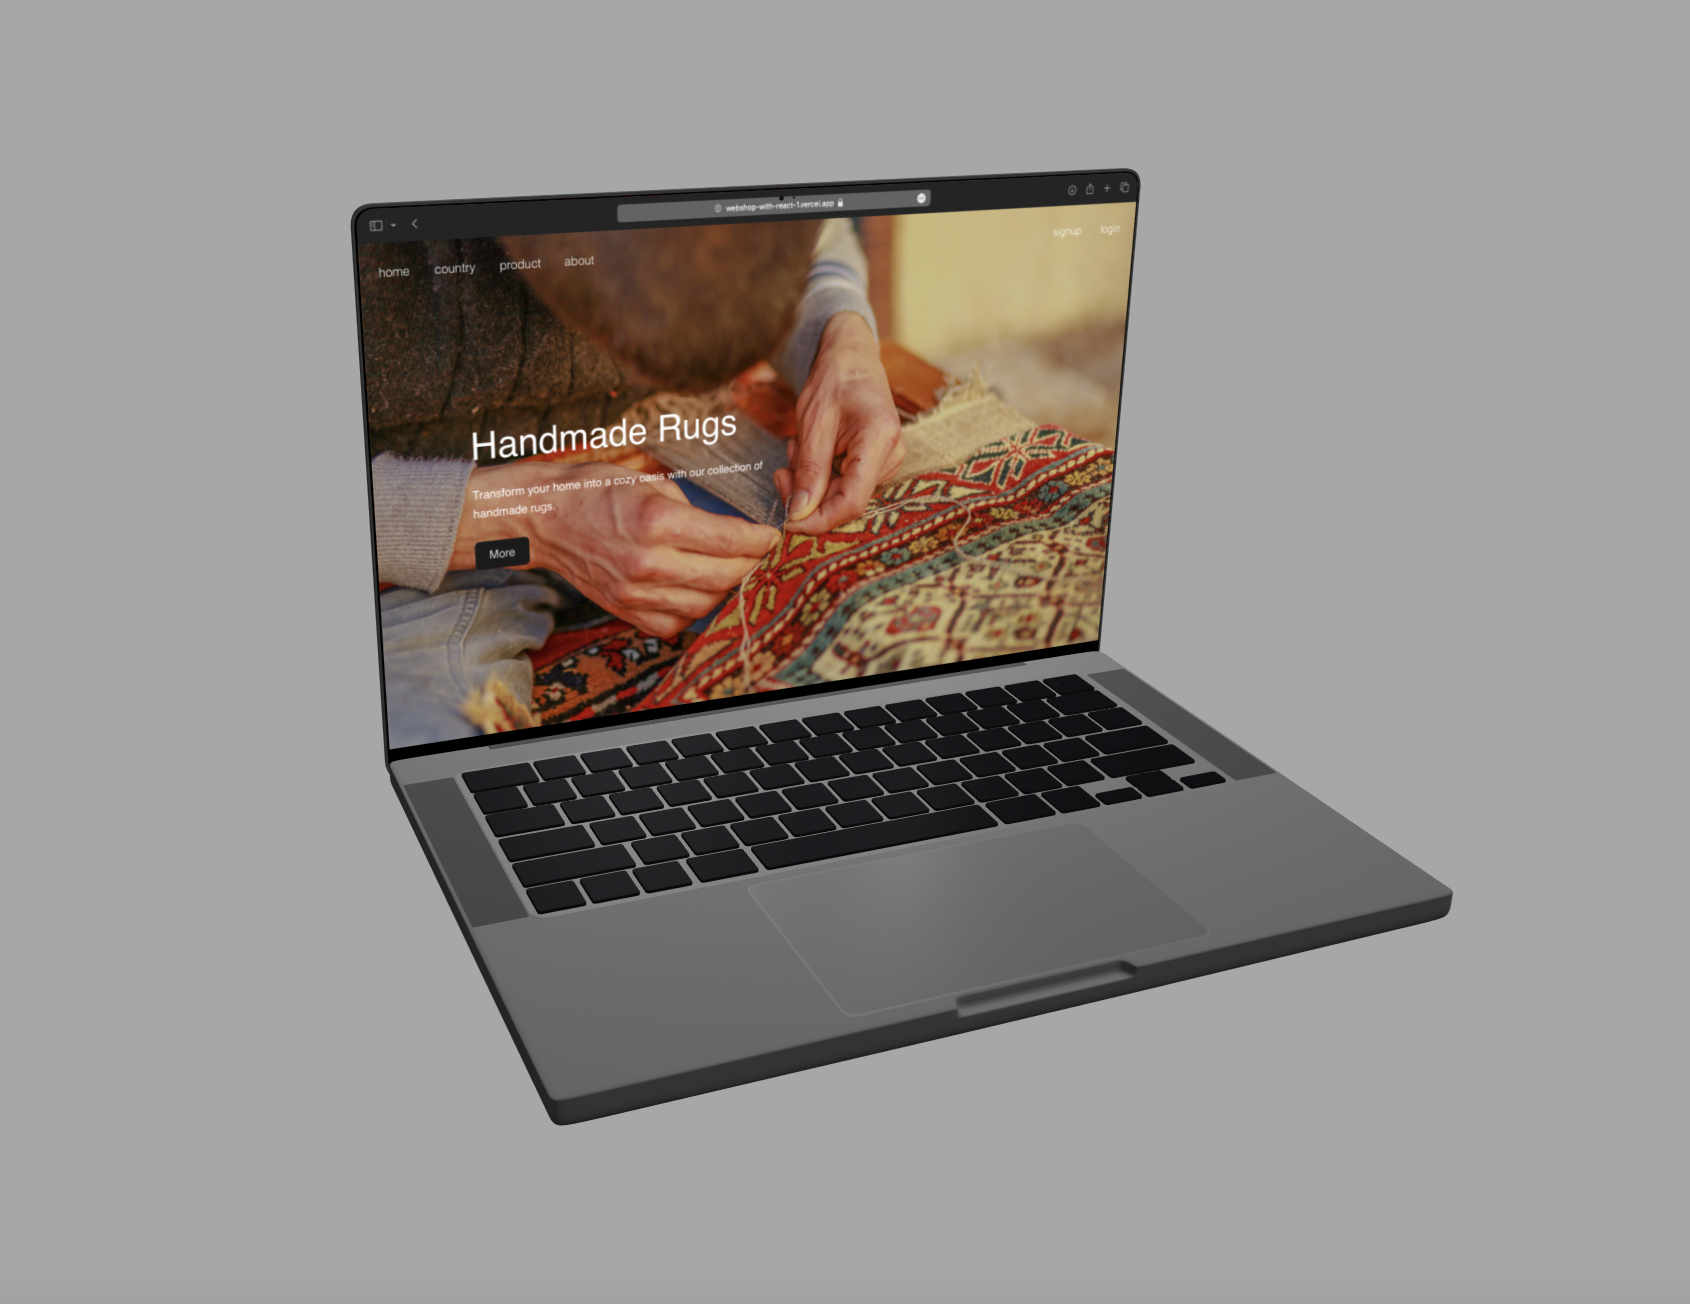 webshop-with-react-1.vercel.app
home country product about
signup login
Handmade Rugs
Transform your home into a cozy oasis with our collection of
handmade rugs.
More